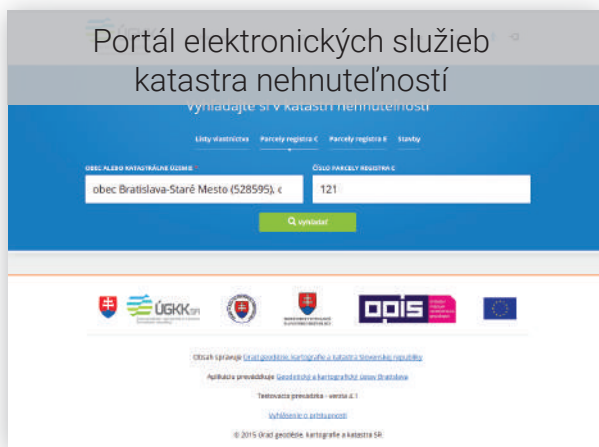 Portál elektronických služieb
katastra nehnuteľností
Vyhľadajte si v katastri nehnuteľností
Listy vlastníctva Parcely registra C Parcely registra E Stavby
OBEC ALEBO KATASTRÁLNE ÚZEMIE ČÍSLO PARCELY REGISTRA C
obec Bratislava-Staré Mesto (528595), c 121
Vyhľadať
ÚGKK SR opis
Obsah spravuje Úrad geodézie, kartografie a katastra Slovenskej republiky
Aplikáciu prevádzkuje Geodetický a kartografický ústav Bratislava
Testovacia prevádzka - verzia 4.1
Vyhlásenie o prístupnosti
© 2015 Úrad geodézie, kartografie a katastra SR